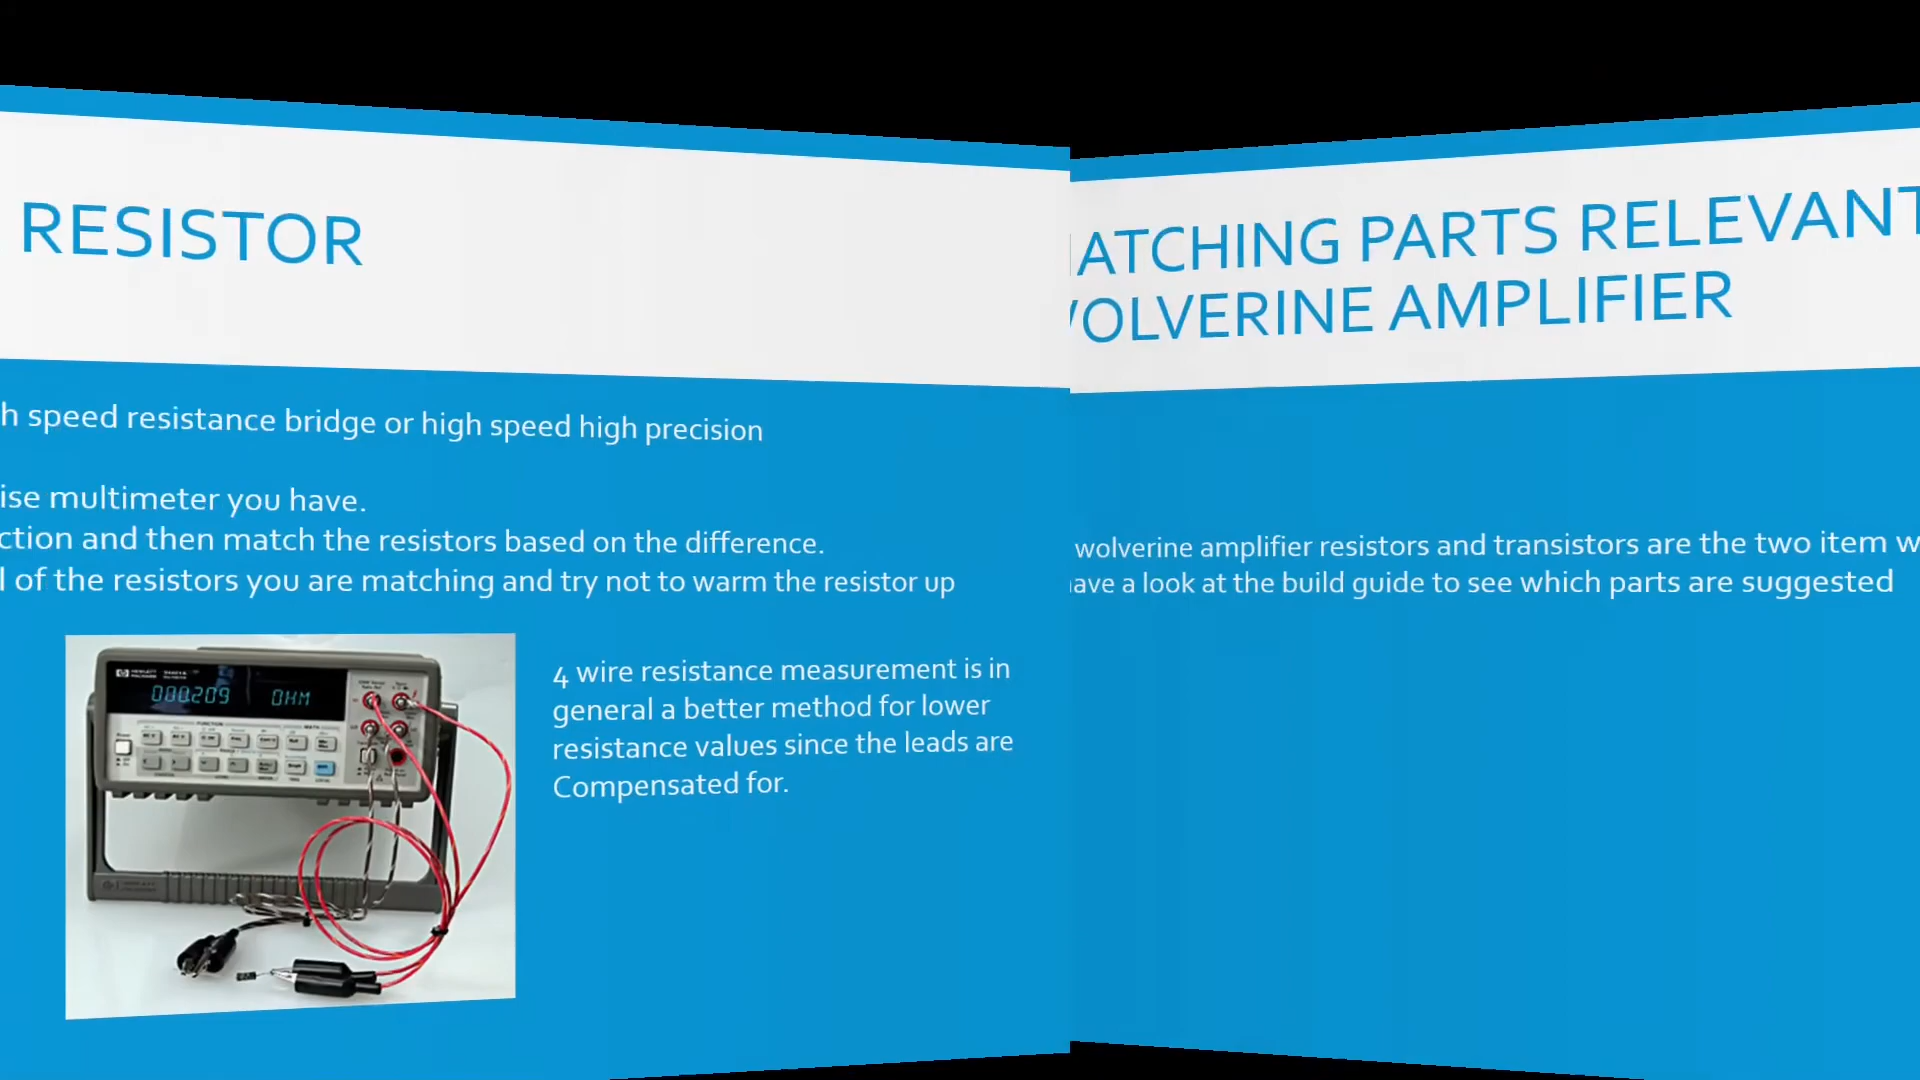 RESISTOR
h speed resistance bridge or high speed high precision
ise multimeter you have.
ction and then match the resistors based on the difference.
l of the resistors you are matching and try not to warm the resistor up
000.209 OHM
4 wire resistance measurement is in
general a better method for lower
resistance values since the leads are
Compensated for.
ATCHING PARTS RELEVANT
WOLVERINE AMPLIFIER
wolverine amplifier resistors and transistors are the two item w
have a look at the build guide to see which parts are suggested